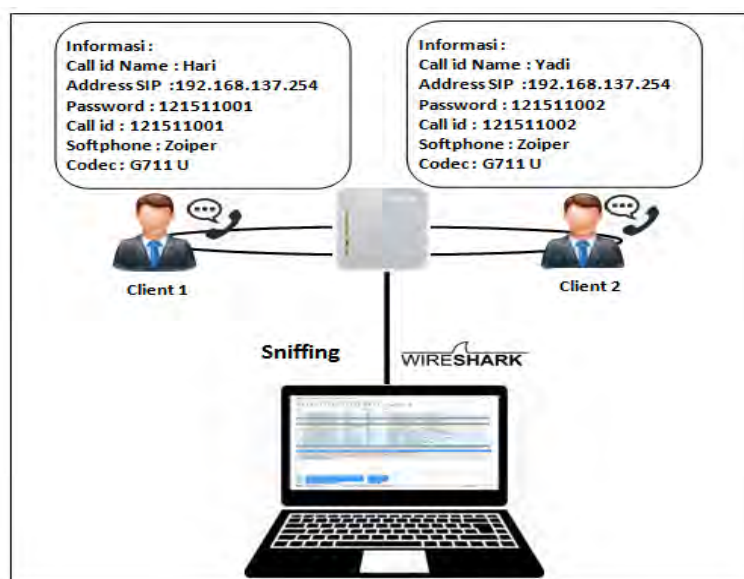 Informasi :
Call id Name : Hari
Address SIP :192.168.137.254
Password : 121511001
Call id : 121511001
Softphone : Zoiper
Codec : G711 U
Informasi :
Call id Name : Yadi
Address SIP :192.168.137.254
Password : 121511002
Call id : 121511002
Softphone : Zoiper
Codec : G711 U
Client 1
Client 2
Sniffing
WIRESHARK